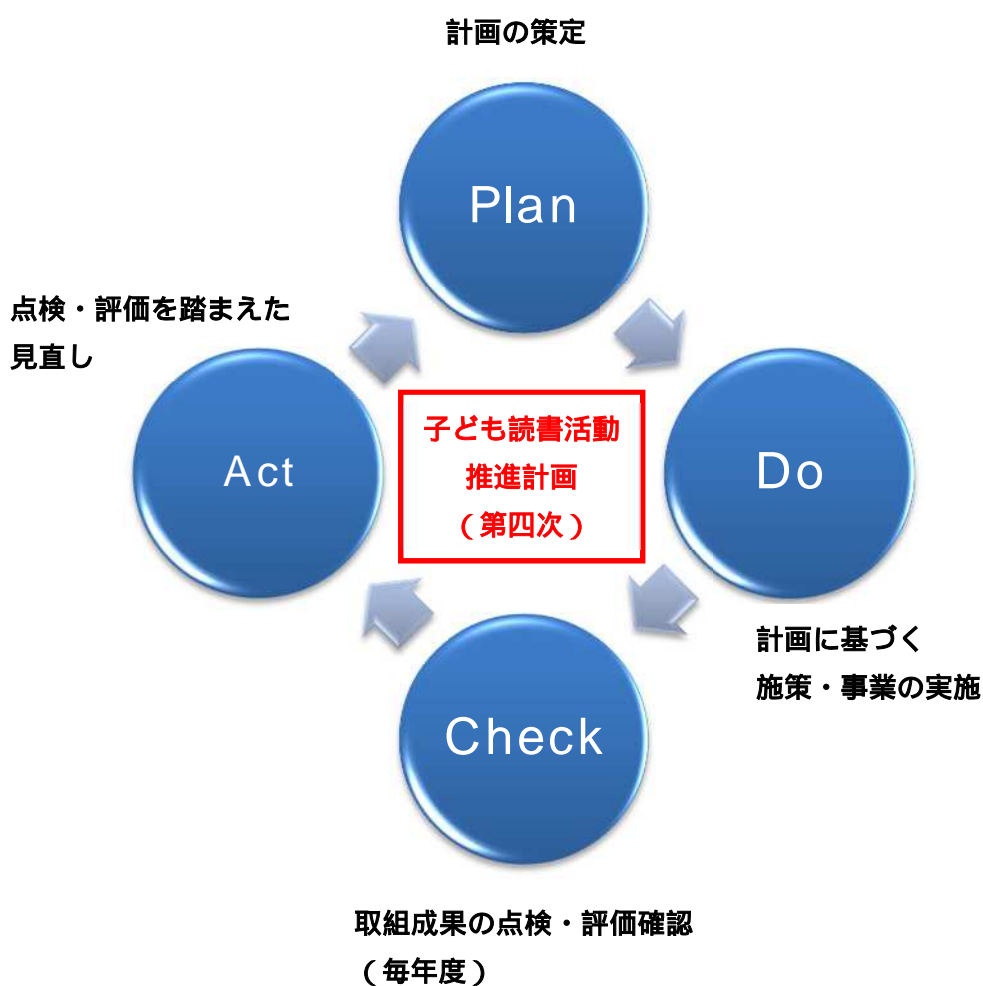 計画の策定
Plan
点検・評価を踏まえた
見直し
子ども読書活動
推進計画
(第四次)
Act
Do
計画に基づく
施策・事業の実施
Check
取組成果の点検・評価確認
(毎年度)